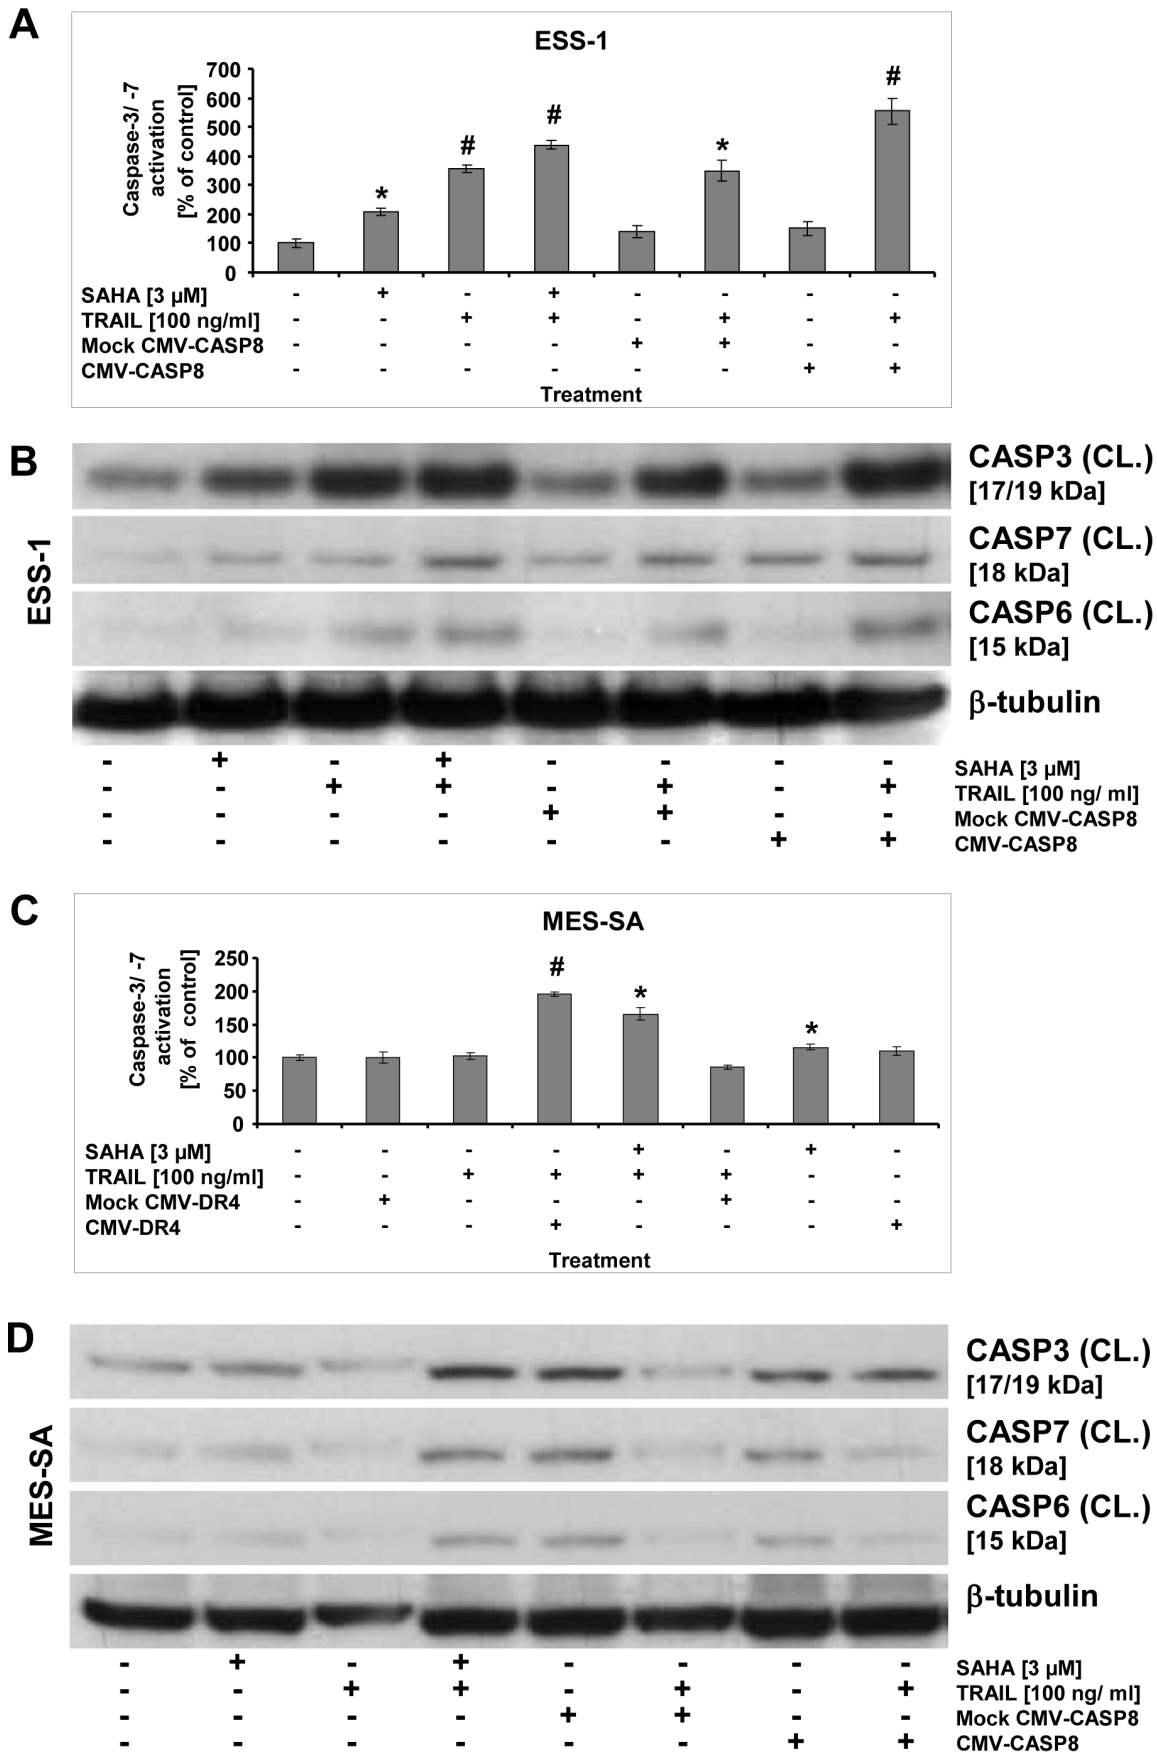 A
ESS-1
Caspase-3/ -7
activation
[% of control]
700
600
500
400
300
200
100
0
* # # * #
SAHA [3 µM] - + - + - - - -
TRAIL [100 ng/ml] - - + + - + - +
Mock CMV-CASP8 - - - - + + - -
CMV-CASP8 - - - - - - + +
Treatment
B
ESS-1
CASP3 (CL.)
[17/19 kDa]
CASP7 (CL.)
[18 kDa]
CASP6 (CL.)
[15 kDa]
β-tubulin
- + - + - - - - SAHA [3 µM]
- - + + - + - + TRAIL [100 ng/ ml]
- - - - + + - - Mock CMV-CASP8
- - - - - - + + CMV-CASP8
C
MES-SA
Caspase-3/ -7
activation
[% of control]
250
200
150
100
50
0
# * *
SAHA [3 µM] - - - - + - + -
TRAIL [100 ng/ml] - - + + + + - -
Mock CMV-DR4 - + - - - + - -
CMV-DR4 - - - + - - - +
Treatment
D
MES-SA
CASP3 (CL.)
[17/19 kDa]
CASP7 (CL.)
[18 kDa]
CASP6 (CL.)
[15 kDa]
β-tubulin
- + - + - - - - SAHA [3 µM]
- - + + - + - + TRAIL [100 ng/ ml]
- - - - + + - - Mock CMV-CASP8
- - - - - - + + CMV-CASP8